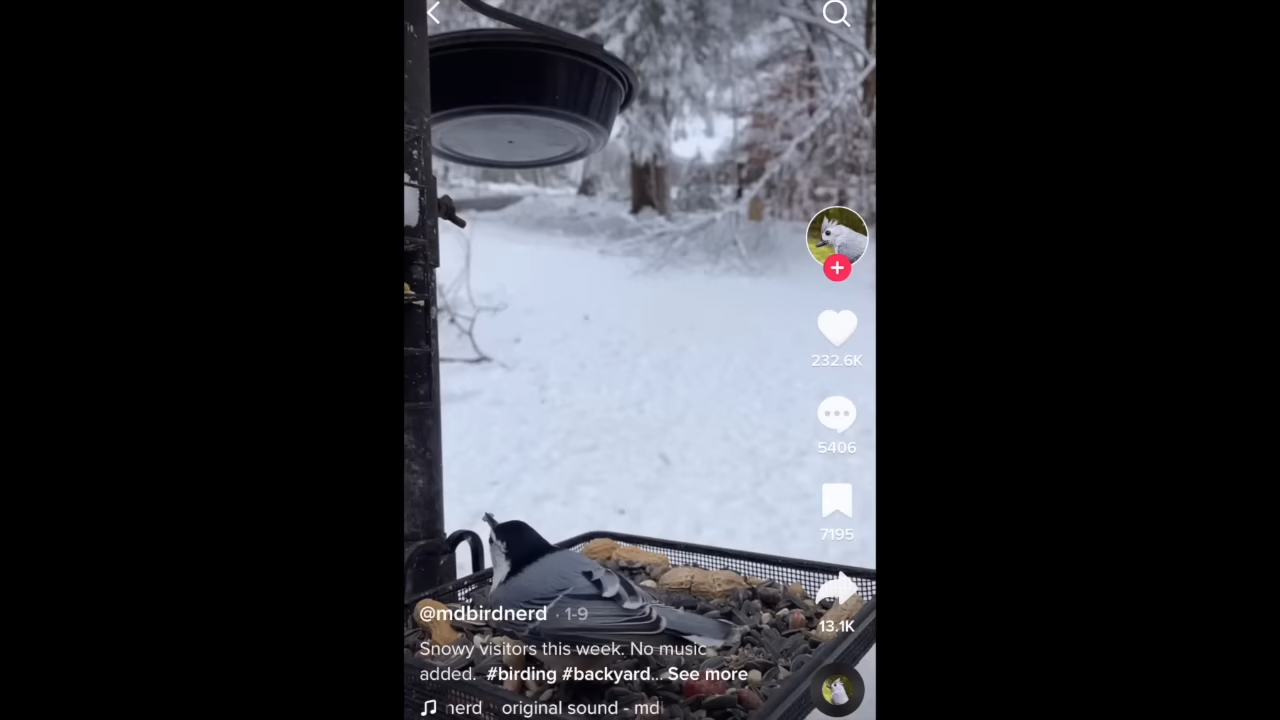 232.6K
5406
7195
13.1K
@mdbirdnerd · 1-9
Snowy visitors this week. No music
added. #birding #backyard... See more
nerd original sound - md